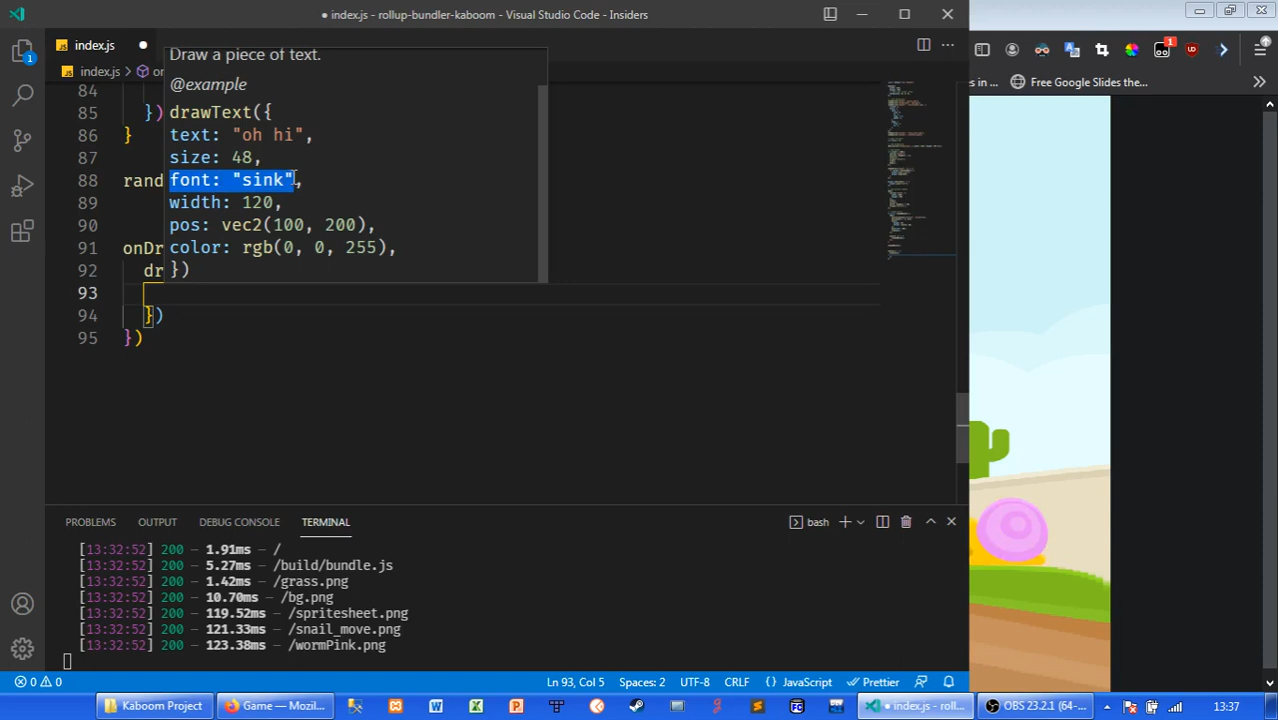 ● index.js - rollup-bundler-kaboom - Visual Studio Code - Insiders
index.js
index.js > or
Draw a piece of text.
@example
drawText({
text: "oh hi",
size: 48,
font: "sink",
width: 120,
pos: vec2(100, 200),
color: rgb(0, 0, 255),
})
84
85 })
86 }
87
88 rand
89
90
91 onDr
92 dr
93
94 })
95 })
PROBLEMS OUTPUT DEBUG CONSOLE TERMINAL
bash
[13:32:52] 200 – 1.91ms – /
[13:32:52] 200 – 5.27ms – /build/bundle.js
[13:32:52] 200 – 1.42ms – /grass.png
[13:32:52] 200 – 10.70ms – /bg.png
[13:32:52] 200 – 119.52ms – /spritesheet.png
[13:32:52] 200 – 121.33ms – /snail_move.png
[13:32:52] 200 – 123.38ms – /wormPink.png
0 0 Ln 93, Col 5 Spaces: 2 UTF-8 CRLF {} JavaScript Prettier
s in ... Free Google Slides the...
1
1
Kaboom Project
Game — Mozil...
● index.js - roll...
OBS 23.2.1 (64-...
13:37